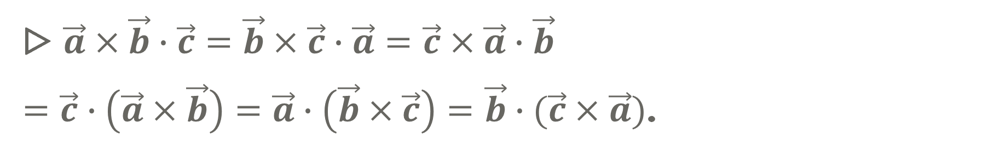 ▷ a⃗ × b⃗ · c⃗ = b⃗ × c⃗ · a⃗ = c⃗ × a⃗ · b⃗
= c⃗ · (a⃗ × b⃗) = a⃗ · (b⃗ × c⃗) = b⃗ · (c⃗ × a⃗).